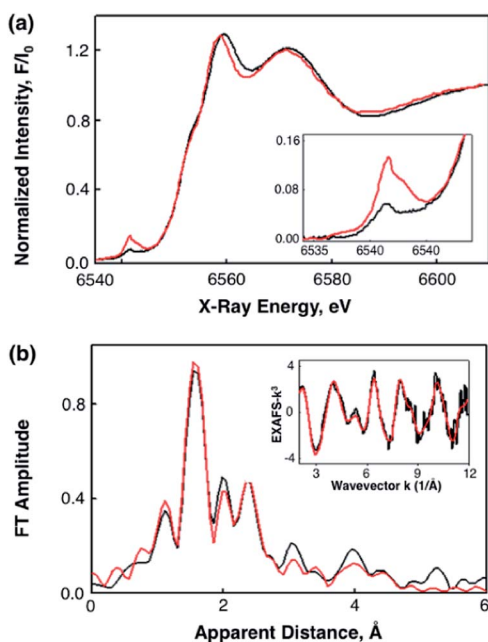 (a)
Normalized Intensity, F/I0
1.2
0.8
0.4
0.0
0.16
0.08
0.00
6535 6540 6540
6540 6560 6580 6600
X-Ray Energy, eV
(b)
FT Amplitude
0.8
0.4
0.0
EXAFS·k³
4
0
-4
3 6 9 12
Wavevector k (1/Å)
0 2 4 6
Apparent Distance, Å